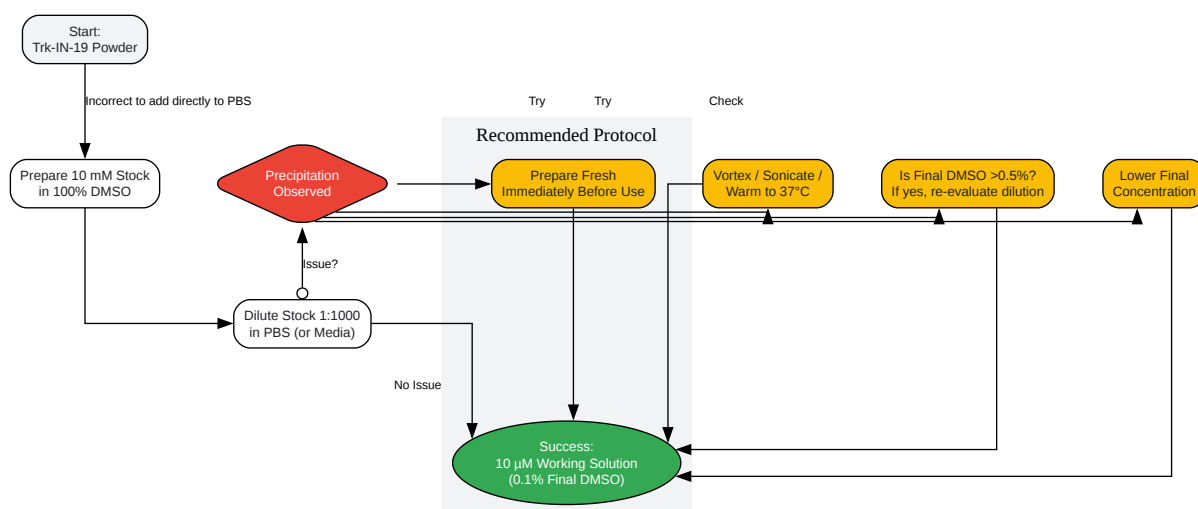 Start:
Trk-IN-19 Powder
Incorrect to add directly to PBS
Try
Try
Check
Recommended Protocol
Prepare 10 mM Stock
in 100% DMSO
Precipitation
Observed
Prepare Fresh
Immediately Before Use
Vortex / Sonicate /
Warm to 37°C
Is Final DMSO >0.5%?
If yes, re-evaluate dilution
Lower Final
Concentration
Issue?
Dilute Stock 1:1000
in PBS (or Media)
No Issue
Success:
10 µM Working Solution
(0.1% Final DMSO)